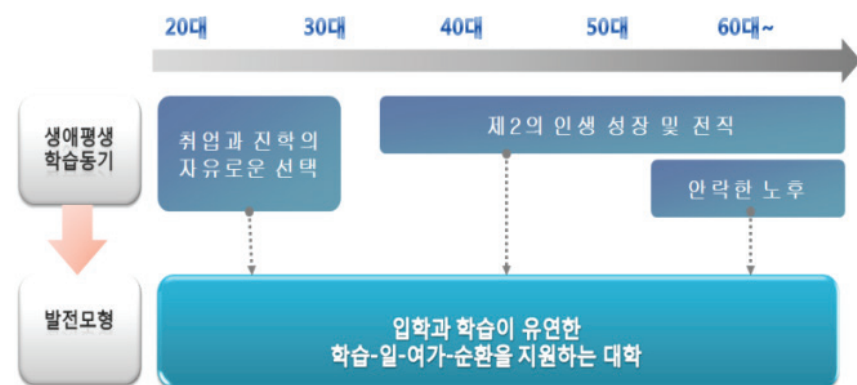 20대 30대 40대 50대 60대~
생애평생
학습동기
취업과 진학의
자유로운 선택
제2의 인생 성장 및 전직
안락한 노후
발전모형
입학과 학습이 유연한
학습-일-여가-순환을 지원하는 대학